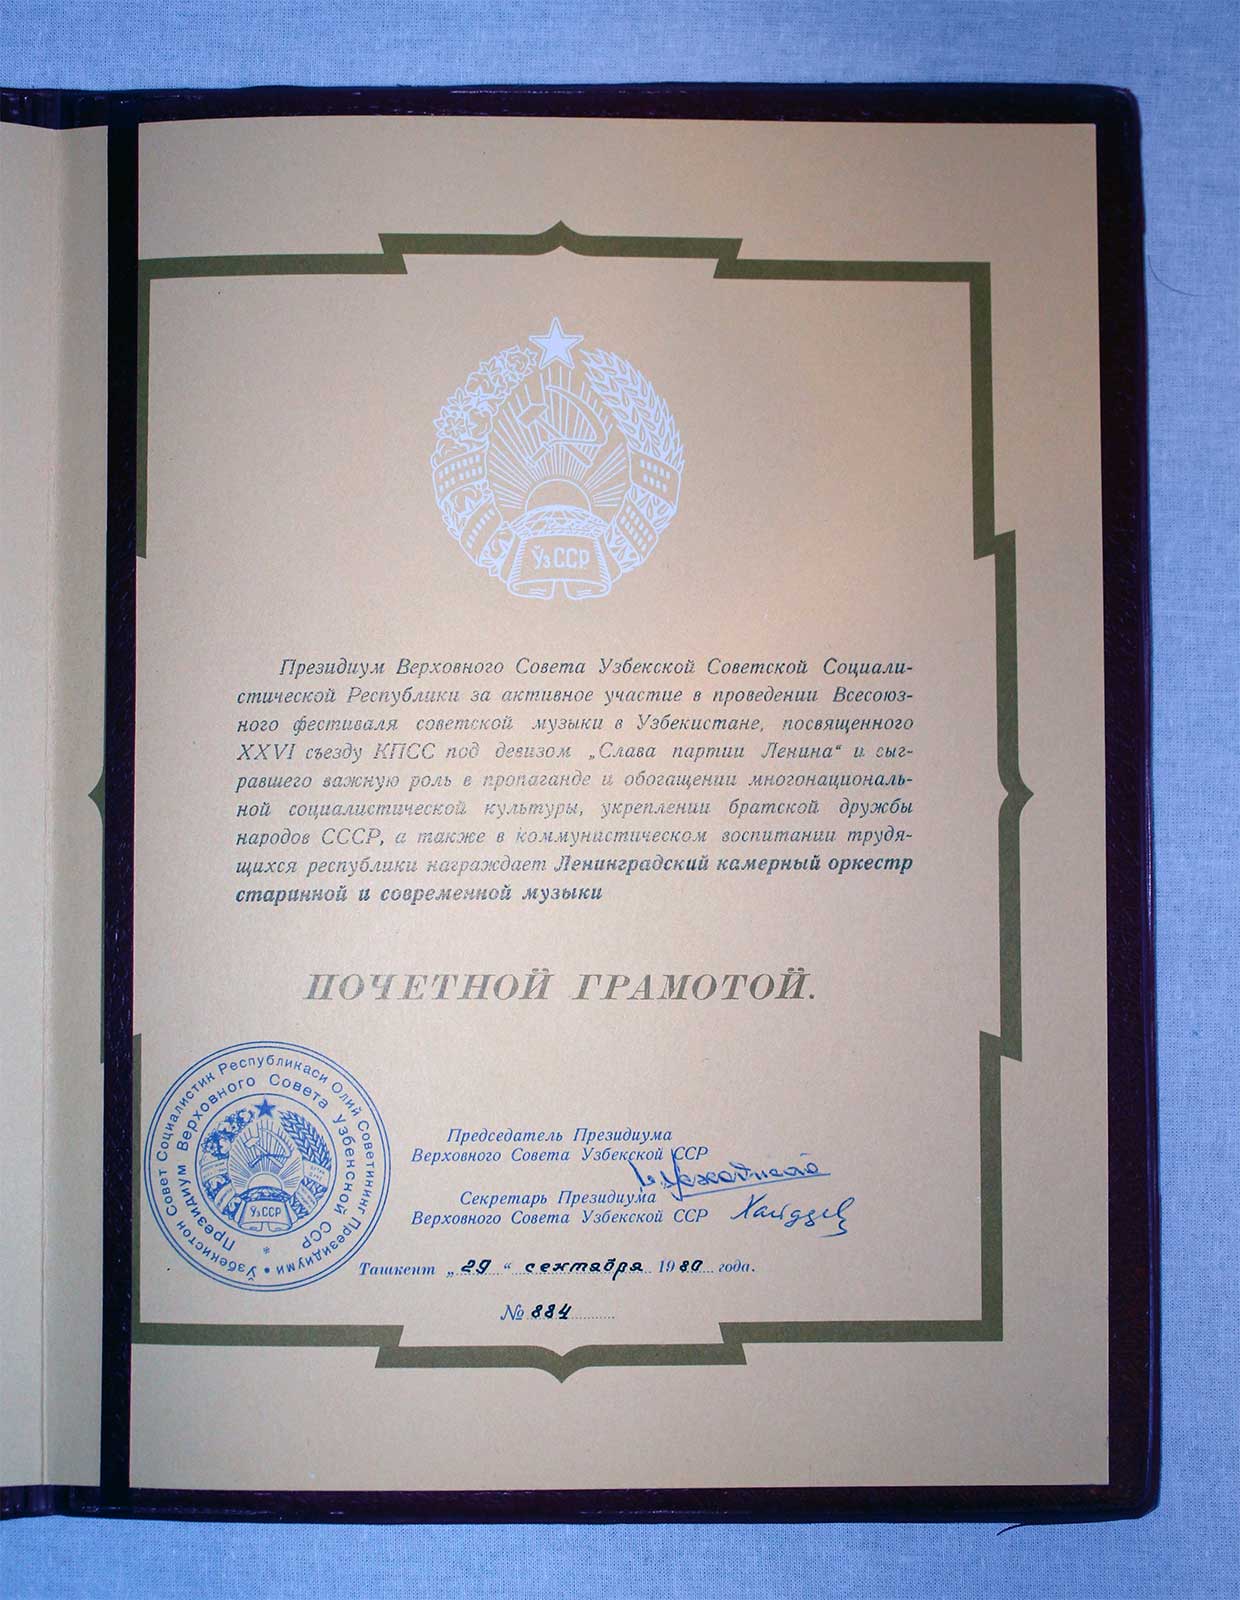 ЎзССР
Президиум Верховного Совета Узбекской Советской Социали-
стической Республики за активное участие в проведении Всесоюз-
ного фестиваля советской музыки в Узбекистане, посвященного
XXVI съезду КПСС под девизом „Слава партии Ленина“ и сыг-
равшего важную роль в пропаганде и обогащении многонациональ-
ной социалистической культуры, укреплении братской дружбы
народов СССР, а также в коммунистическом воспитании трудя-
щихся республики награждает Ленинградский камерный оркестр
старинной и современной музыки
ПОЧЕТНОЙ ГРАМОТОЙ.
Ўзбекистон Совет Социалистик Республикаси Олий Советининг Президиуми
Президиум Верховного Совета Узбекской ССР
ЎзССР
Председатель Президиума
Верховного Совета Узбекской ССР
Секретарь Президиума
Верховного Совета Узбекской ССР
Ташкент „29“ сентября 1980 года.
№ 884